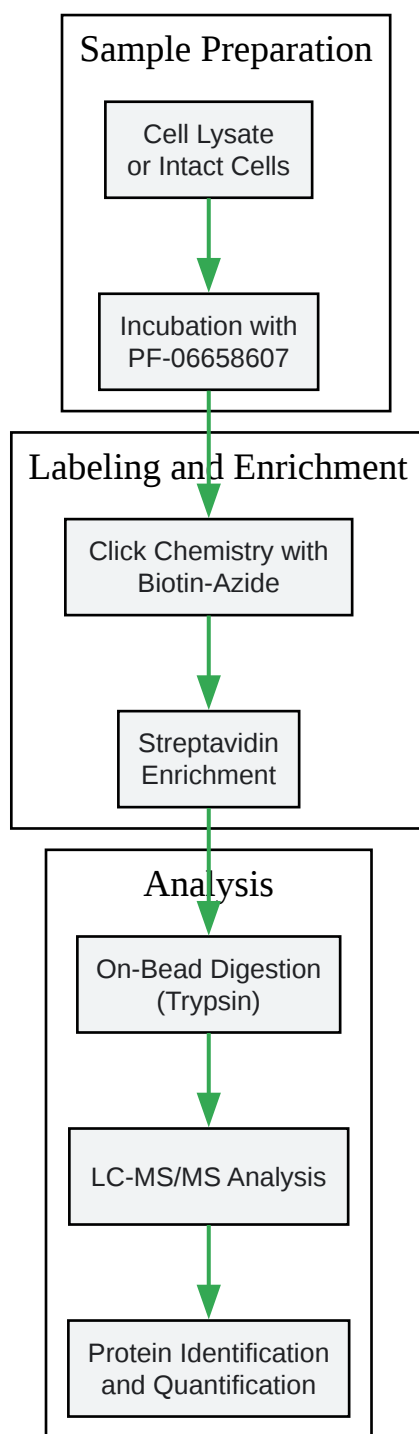 Sample Preparation
Cell Lysate
or Intact Cells
Incubation with
PF-06658607
Labeling and Enrichment
Click Chemistry with
Biotin-Azide
Streptavidin
Enrichment
Analysis
On-Bead Digestion
(Trypsin)
LC-MS/MS Analysis
Protein Identification
and Quantification